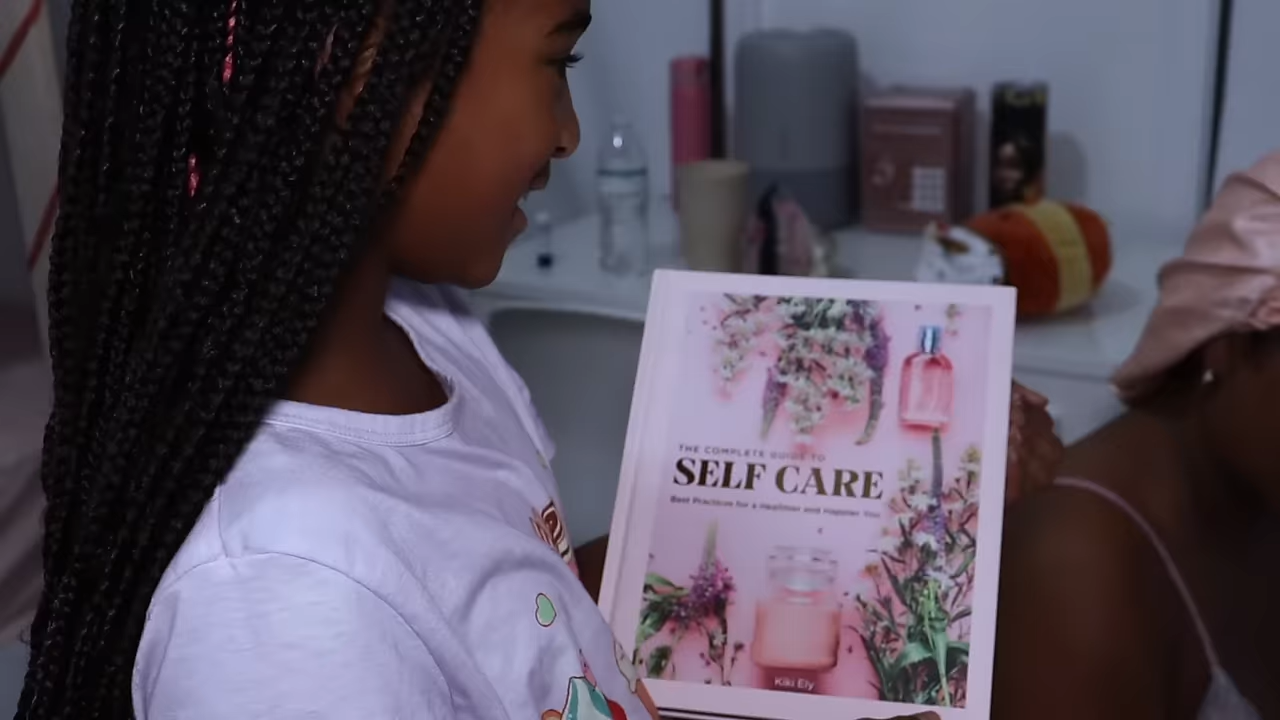 THE COMPLETE GUIDE TO
SELF CARE
Best Practices for a Healthier and Happier You
Kiki Ely